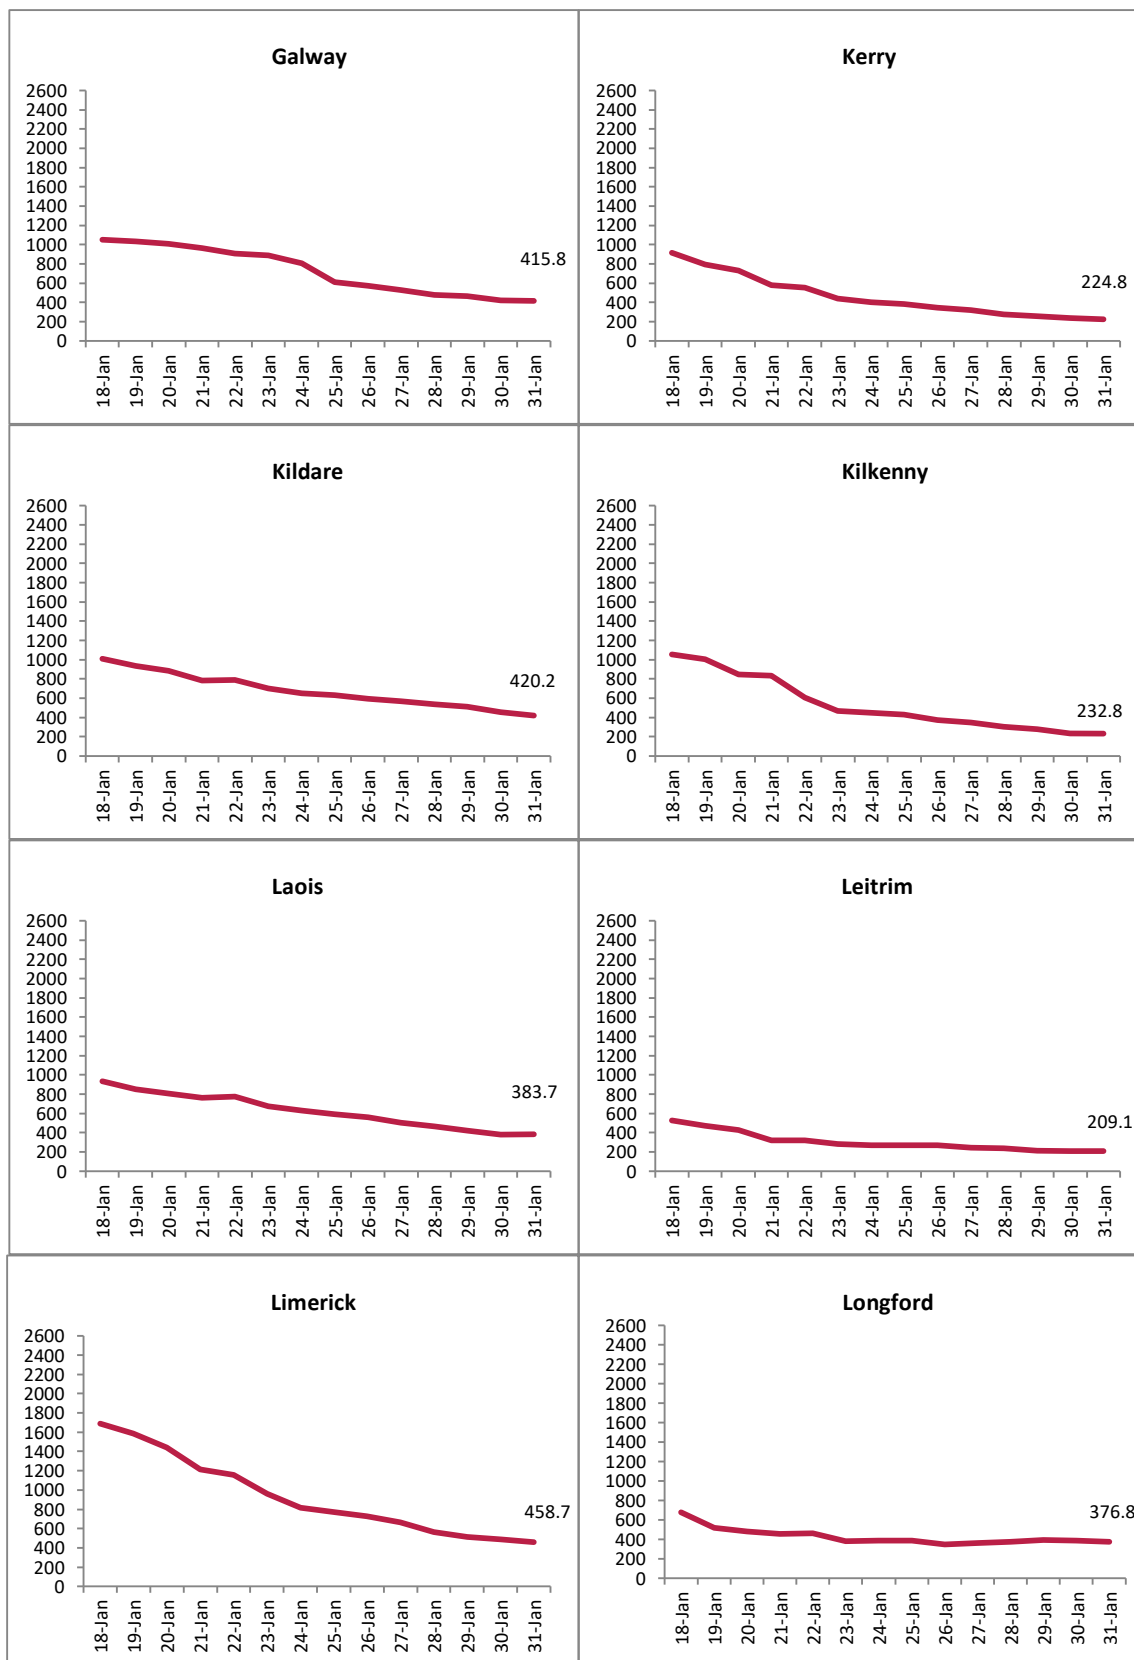 Galway
2600
2400
2200
2000
1800
1600
1400
1200
1000
800
600
400
200
0
415.8
18-Jan
19-Jan
20-Jan
21-Jan
22-Jan
23-Jan
24-Jan
25-Jan
26-Jan
27-Jan
28-Jan
29-Jan
30-Jan
31-Jan
Kerry
2600
2400
2200
2000
1800
1600
1400
1200
1000
800
600
400
200
0
224.8
18-Jan
19-Jan
20-Jan
21-Jan
22-Jan
23-Jan
24-Jan
25-Jan
26-Jan
27-Jan
28-Jan
29-Jan
30-Jan
31-Jan
Kildare
2600
2400
2200
2000
1800
1600
1400
1200
1000
800
600
400
200
0
420.2
18-Jan
19-Jan
20-Jan
21-Jan
22-Jan
23-Jan
24-Jan
25-Jan
26-Jan
27-Jan
28-Jan
29-Jan
30-Jan
31-Jan
Kilkenny
2600
2400
2200
2000
1800
1600
1400
1200
1000
800
600
400
200
0
232.8
18-Jan
19-Jan
20-Jan
21-Jan
22-Jan
23-Jan
24-Jan
25-Jan
26-Jan
27-Jan
28-Jan
29-Jan
30-Jan
31-Jan
Laois
2600
2400
2200
2000
1800
1600
1400
1200
1000
800
600
400
200
0
383.7
18-Jan
19-Jan
20-Jan
21-Jan
22-Jan
23-Jan
24-Jan
25-Jan
26-Jan
27-Jan
28-Jan
29-Jan
30-Jan
31-Jan
Leitrim
2600
2400
2200
2000
1800
1600
1400
1200
1000
800
600
400
200
0
209.1
18-Jan
19-Jan
20-Jan
21-Jan
22-Jan
23-Jan
24-Jan
25-Jan
26-Jan
27-Jan
28-Jan
29-Jan
30-Jan
31-Jan
Limerick
2600
2400
2200
2000
1800
1600
1400
1200
1000
800
600
400
200
0
458.7
18-Jan
19-Jan
20-Jan
21-Jan
22-Jan
23-Jan
24-Jan
25-Jan
26-Jan
27-Jan
28-Jan
29-Jan
30-Jan
31-Jan
Longford
2600
2400
2200
2000
1800
1600
1400
1200
1000
800
600
400
200
0
376.8
18-Jan
19-Jan
20-Jan
21-Jan
22-Jan
23-Jan
24-Jan
25-Jan
26-Jan
27-Jan
28-Jan
29-Jan
30-Jan
31-Jan